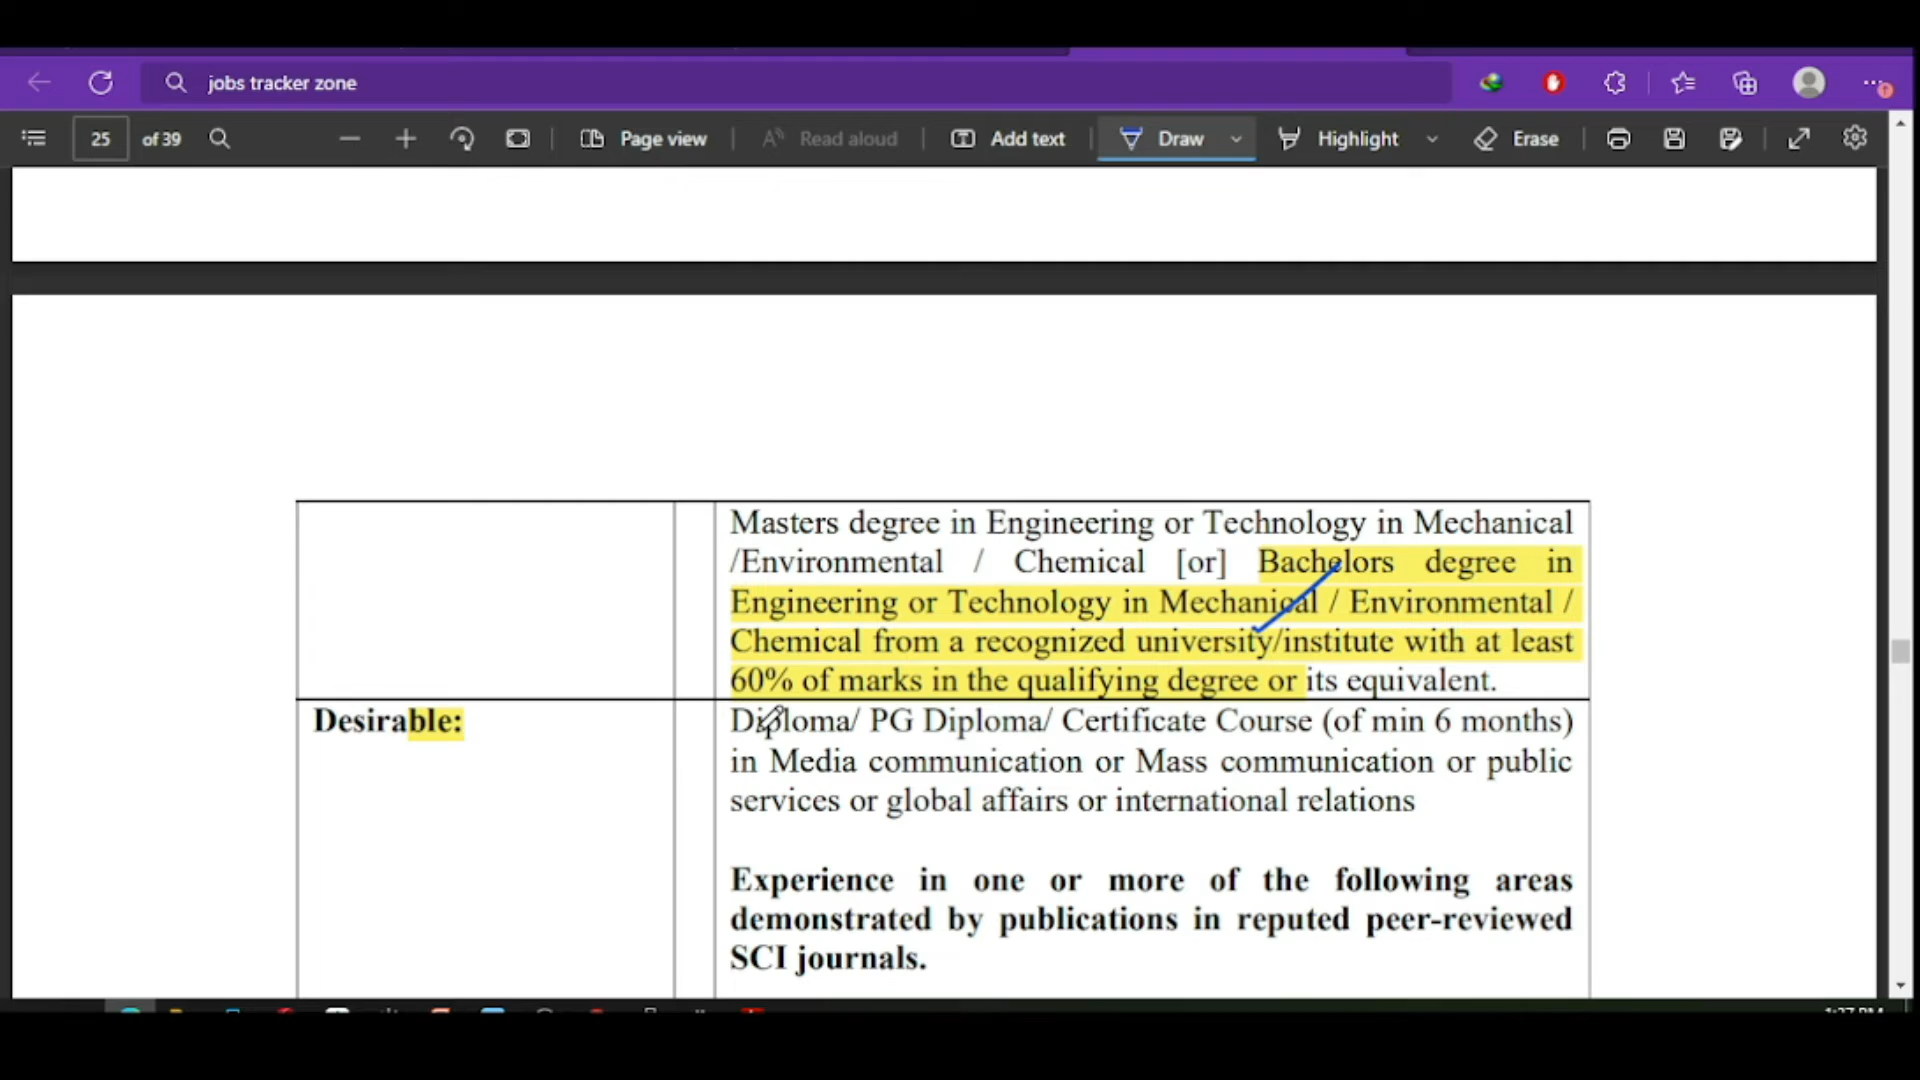 jobs tracker zone
25 of 39 Page view Read aloud Add text Draw Highlight Erase
Masters degree in Engineering or Technology in Mechanical
/Environmental / Chemical [or] Bachelors degree in
Engineering or Technology in Mechanical / Environmental /
Chemical from a recognized university/institute with at least
60% of marks in the qualifying degree or its equivalent.
Desirable:
Diploma/ PG Diploma/ Certificate Course (of min 6 months)
in Media communication or Mass communication or public
services or global affairs or international relations
Experience in one or more of the following areas
demonstrated by publications in reputed peer-reviewed
SCI journals.